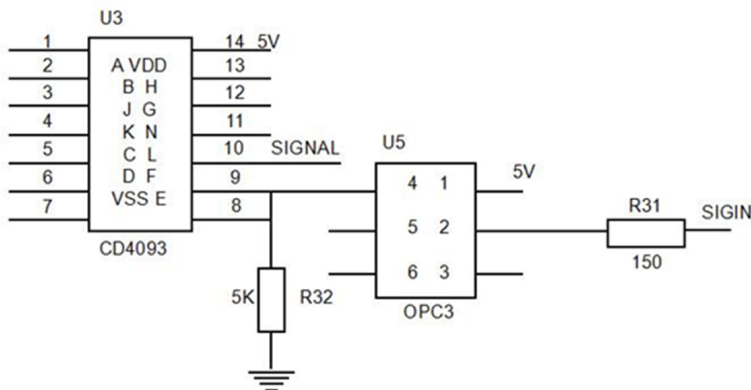 U3
1 14 5V
2 A VDD 13
B H
3 12
J G
4 11
K N
5 C L 10 SIGNAL
6 D F 9
VSS E
7 8
CD4093
U5
4 1 5V
5 2
6 3
OPC3
R31 SIGIN
150
5K R32